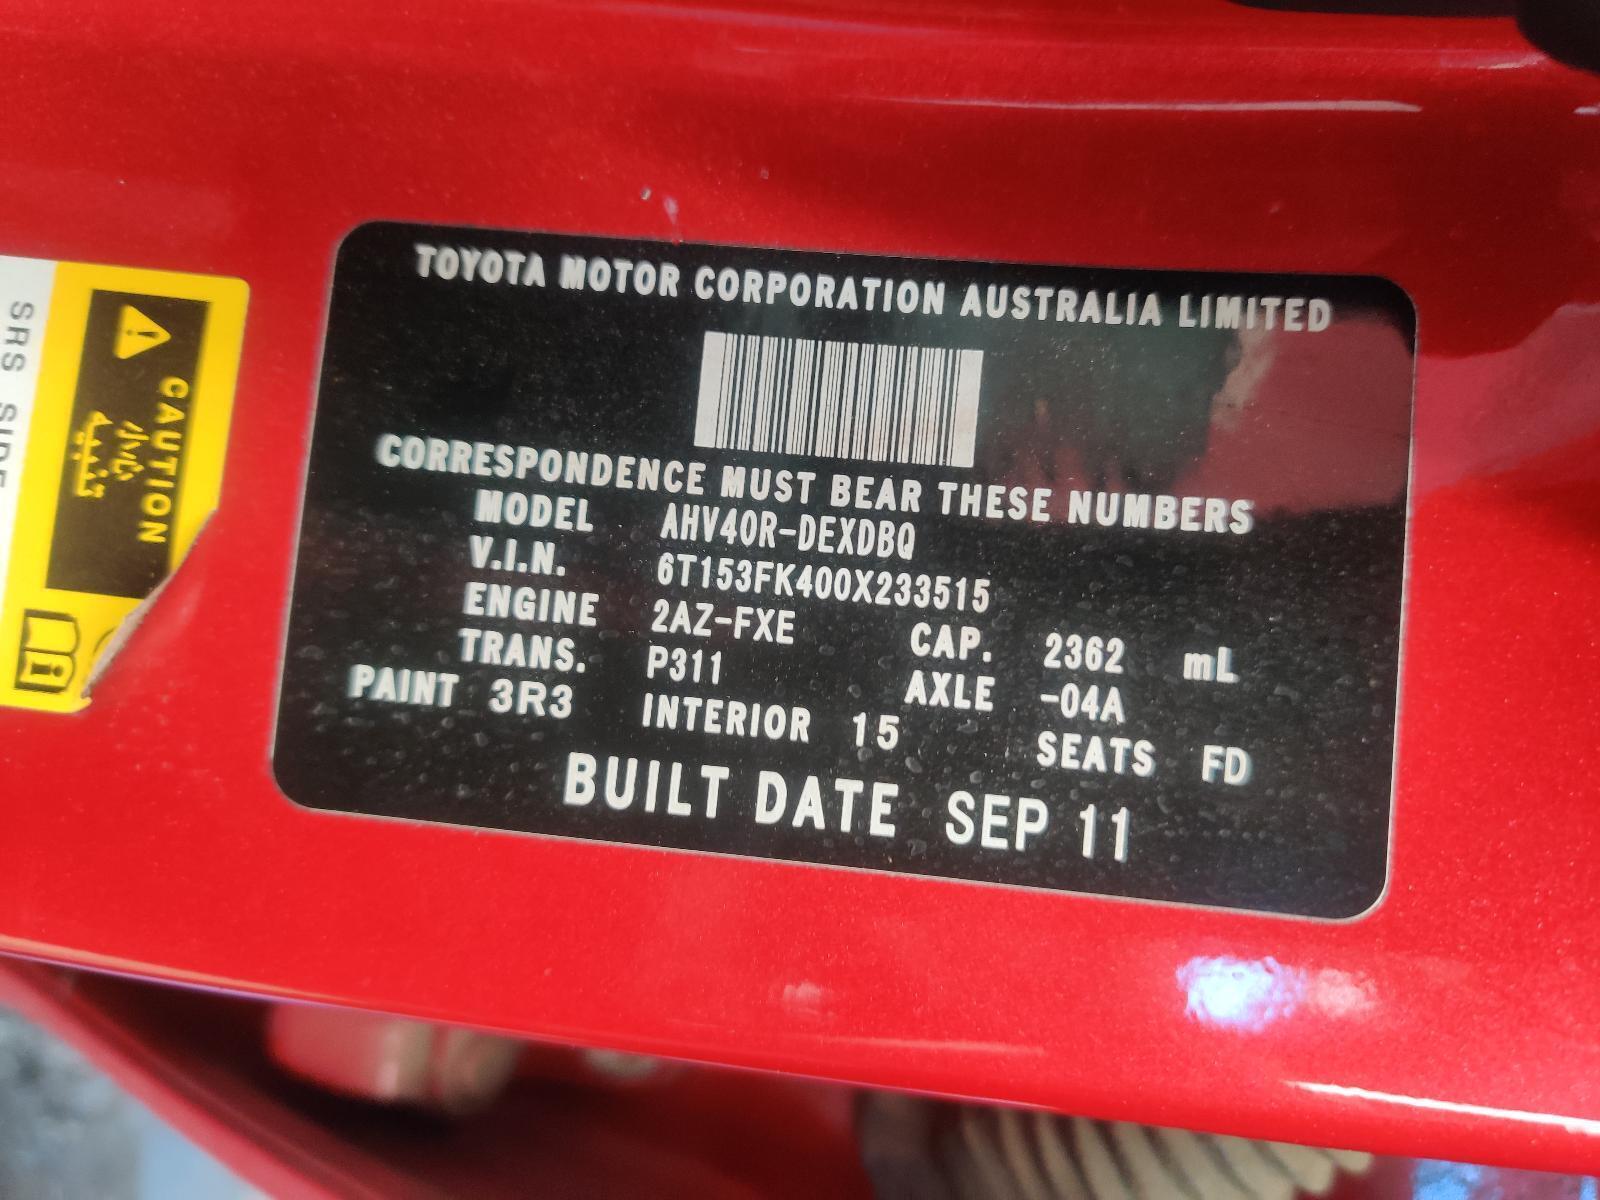 TOYOTA MOTOR CORPORATION AUSTRALIA LIMITED
CORRESPONDENCE MUST BEAR THESE NUMBERS
MODEL AHV40R-DEXDBQ
V.I.N. 6T153FK400X233515
ENGINE 2AZ-FXE CAP. 2362 mL
TRANS. P311 AXLE -04A
PAINT 3R3 INTERIOR 15 SEATS FD
BUILT DATE SEP 11
CAUTION
SRS SIDE